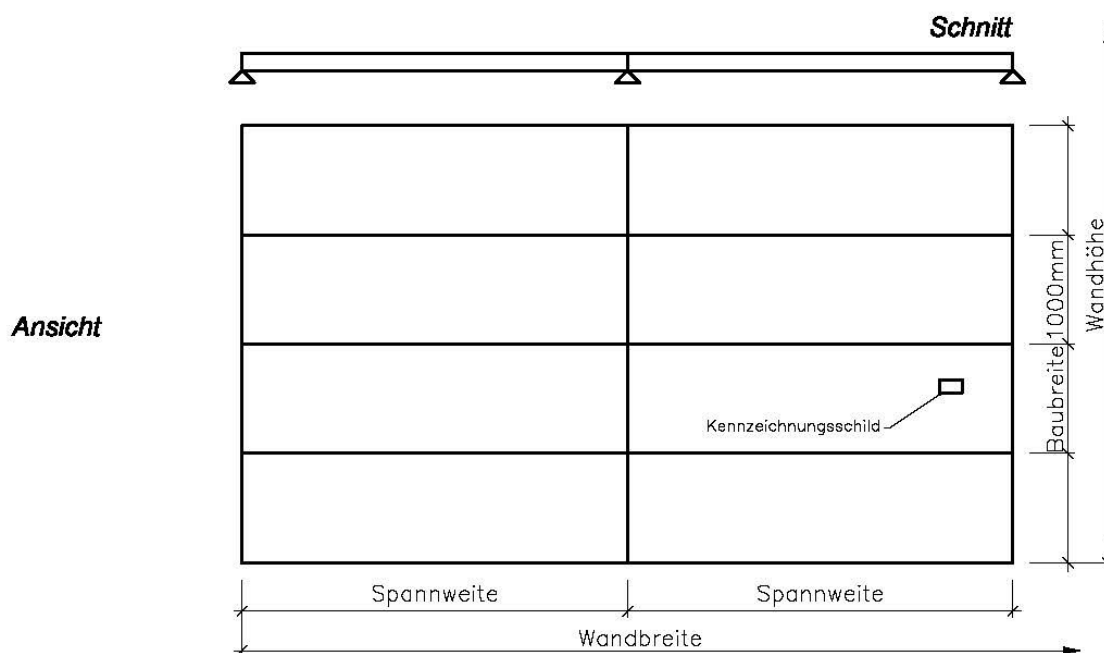 Schnitt
Ansicht
Wandhöhe
Baubreite 1000mm
Kennzeichnungsschild
Spannweite
Spannweite
Wandbreite